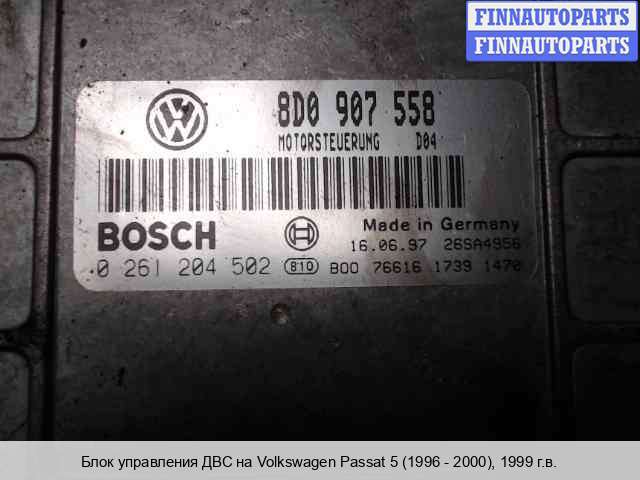 FINNAUTOPARTS
FINNAUTOPARTS
8D0 907 558
MOTORSTEUERUNG D04
BOSCH
Made in Germany
16.06.97 26SA4956
0 261 204 502 810 B00 76616 1739 1470
Блок управления ДВС на Volkswagen Passat 5 (1996 - 2000), 1999 г.в.